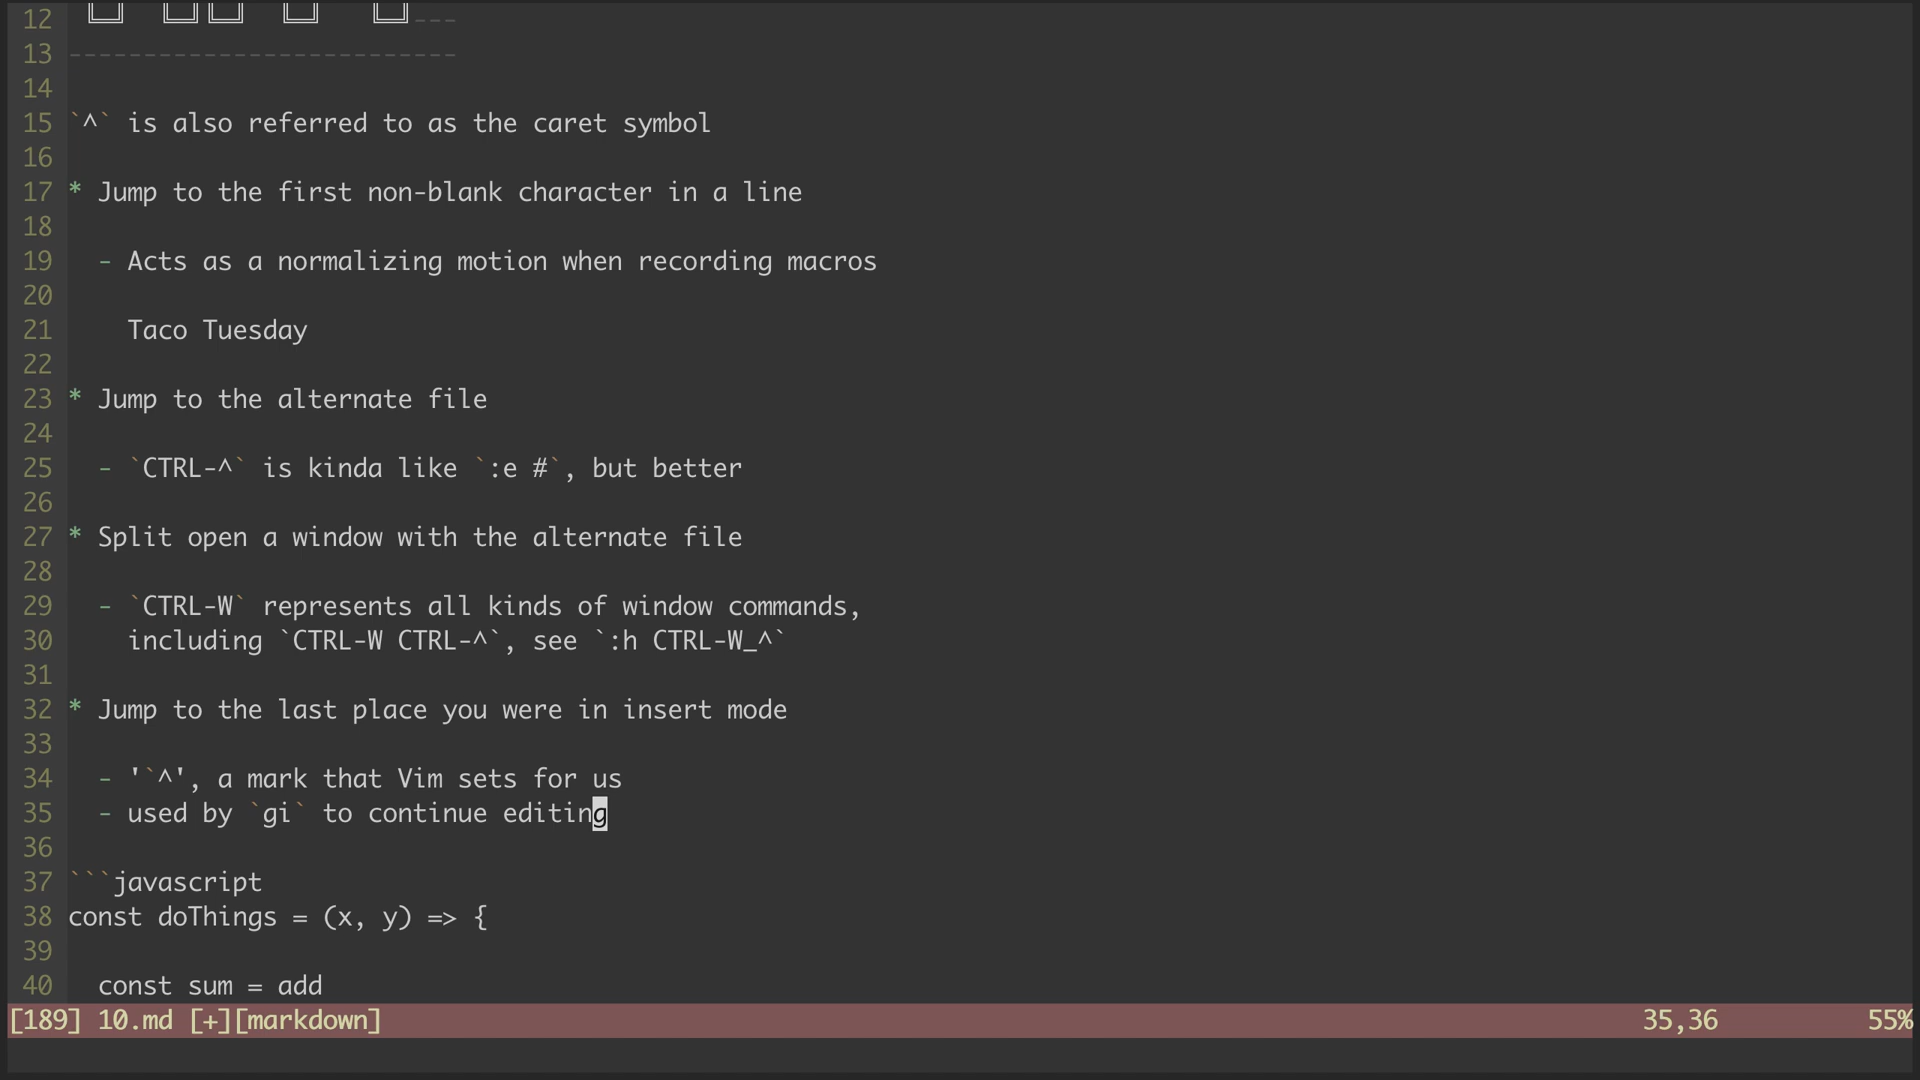 12 ╚═╝  ╚═╝╚═╝  ╚═╝   ╚═╝---
13 --------------------------
14
15 `^` is also referred to as the caret symbol
16
17 * Jump to the first non-blank character in a line
18
19   - Acts as a normalizing motion when recording macros
20
21     Taco Tuesday
22
23 * Jump to the alternate file
24
25   - `CTRL-^` is kinda like `:e #`, but better
26
27 * Split open a window with the alternate file
28
29   - `CTRL-W` represents all kinds of window commands,
30     including `CTRL-W CTRL-^`, see `:h CTRL-W_^`
31
32 * Jump to the last place you were in insert mode
33
34   - '`^', a mark that Vim sets for us
35   - used by `gi` to continue editing
36
37 ```javascript
38 const doThings = (x, y) => {
39
40   const sum = add
[189] 10.md [+][markdown] 35,36 55%